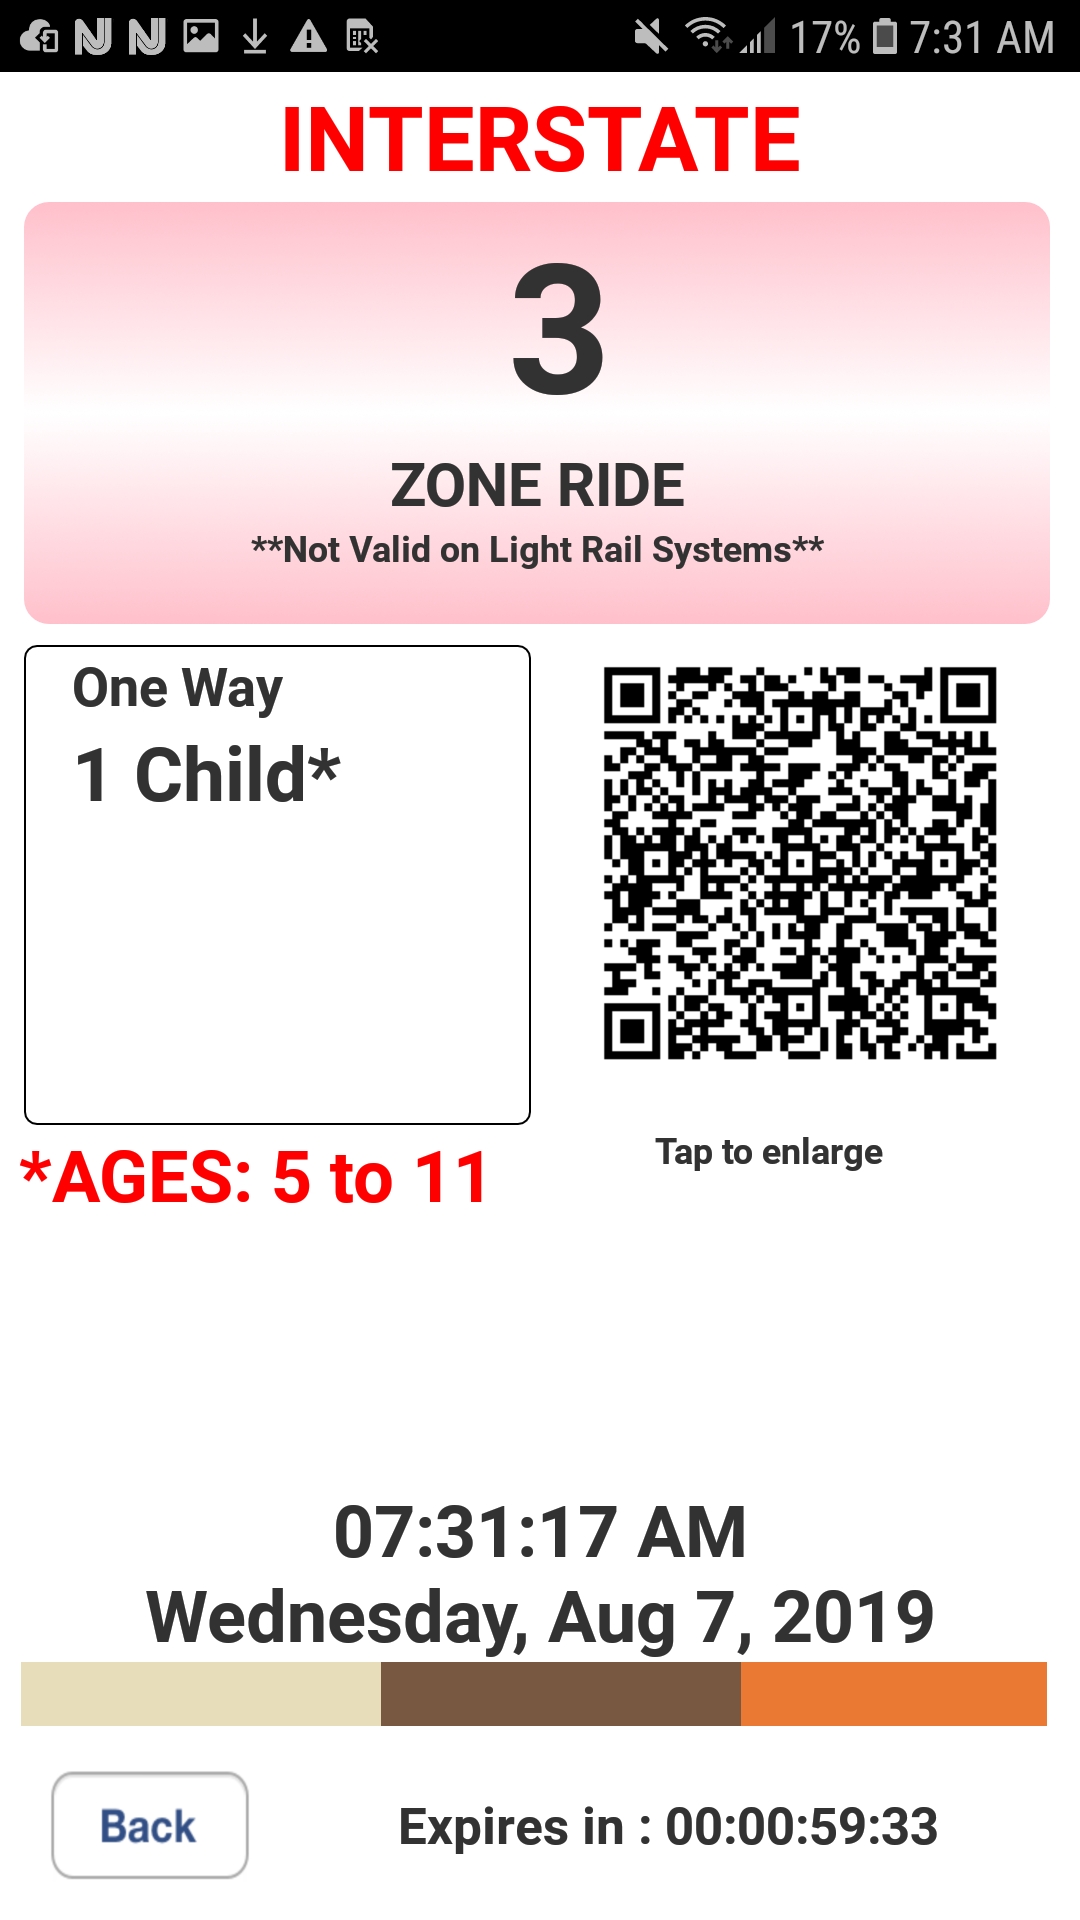 17% 7:31 AM
INTERSTATE
3
ZONE RIDE
**Not Valid on Light Rail Systems**
One Way
1 Child*
*AGES: 5 to 11
Tap to enlarge
07:31:17 AM
Wednesday, Aug 7, 2019
Back
Expires in : 00:00:59:33